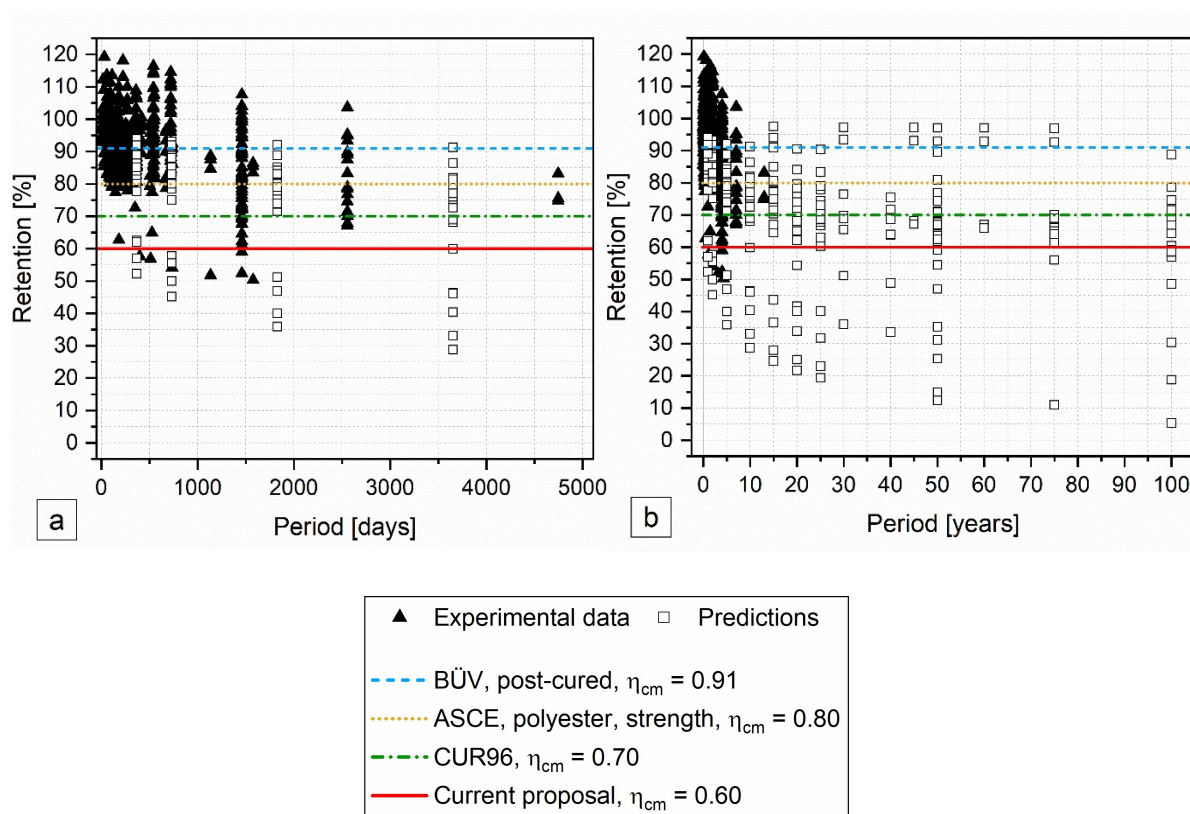 120
110
100
90
80
70
60
50
40
30
20
10
0
Retention [%]
0 1000 2000 3000 4000 5000
Period [days]
a
120
110
100
90
80
70
60
50
40
30
20
10
0
Retention [%]
0 10 20 30 40 50 60 70 80 90 100
Period [years]
b
Experimental data Predictions
BÜV, post-cured, ηcm = 0.91
ASCE, polyester, strength, ηcm = 0.80
CUR96, ηcm = 0.70
Current proposal, ηcm = 0.60